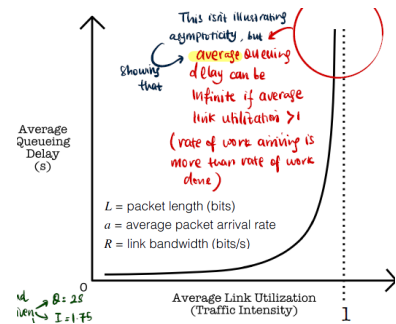 This isn't illustrating
asymptoticity, but
showing that
average Queuing
delay can be
infinite if average
link utilization >1
(rate of work arriving is
more than rate of work
done)
Average
Queueing
Delay
(s)
L = packet length (bits)
a = average packet arrival rate
R = link bandwidth (bits/s)
0
Average Link Utilization
(Traffic Intensity)
1
I = 1.75